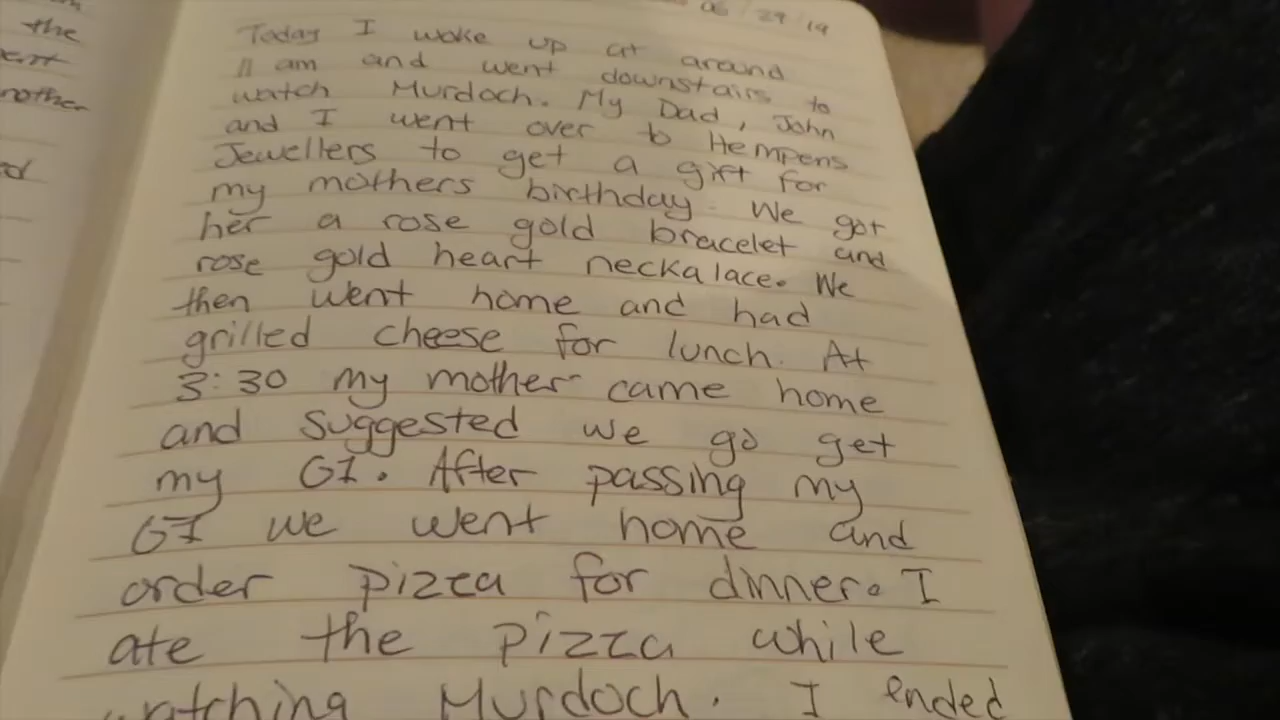 the
06/29/19
Today I woke up at around
11 am and went downstairs to
watch Murdoch. My Dad, John
and I went over to Hempens
Jewellers to get a gift for
my mothers birthday. We got
her a rose gold bracelet and
rose gold heart neckalace. We
then went home and had
grilled cheese for lunch. At
3:30 my mother came home
and suggested we go get
my G1. After passing my
G1 we went home and
order pizza for dinner. I
ate the pizza while
watching Murdoch. I ended